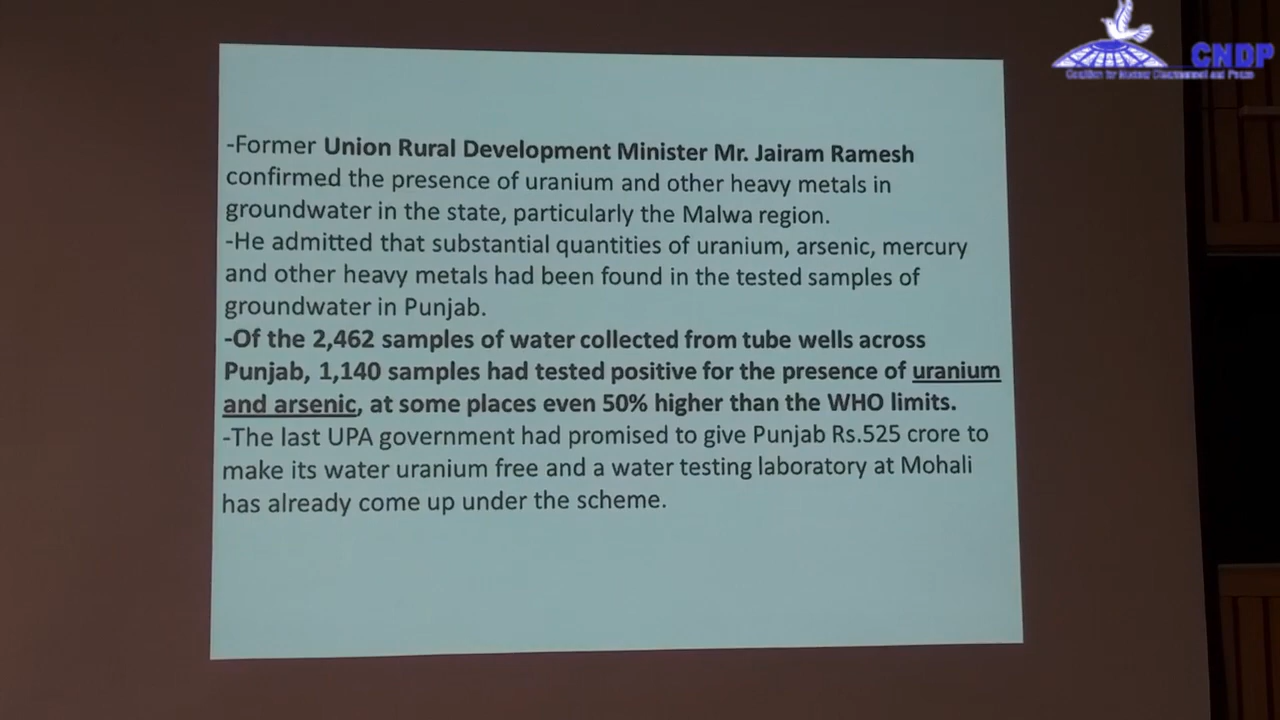 CNDP
Coalition for Nuclear Disarmament and Peace
-Former Union Rural Development Minister Mr. Jairam Ramesh
confirmed the presence of uranium and other heavy metals in
groundwater in the state, particularly the Malwa region.
-He admitted that substantial quantities of uranium, arsenic, mercury
and other heavy metals had been found in the tested samples of
groundwater in Punjab.
-Of the 2,462 samples of water collected from tube wells across
Punjab, 1,140 samples had tested positive for the presence of uranium
and arsenic, at some places even 50% higher than the WHO limits.
-The last UPA government had promised to give Punjab Rs.525 crore to
make its water uranium free and a water testing laboratory at Mohali
has already come up under the scheme.